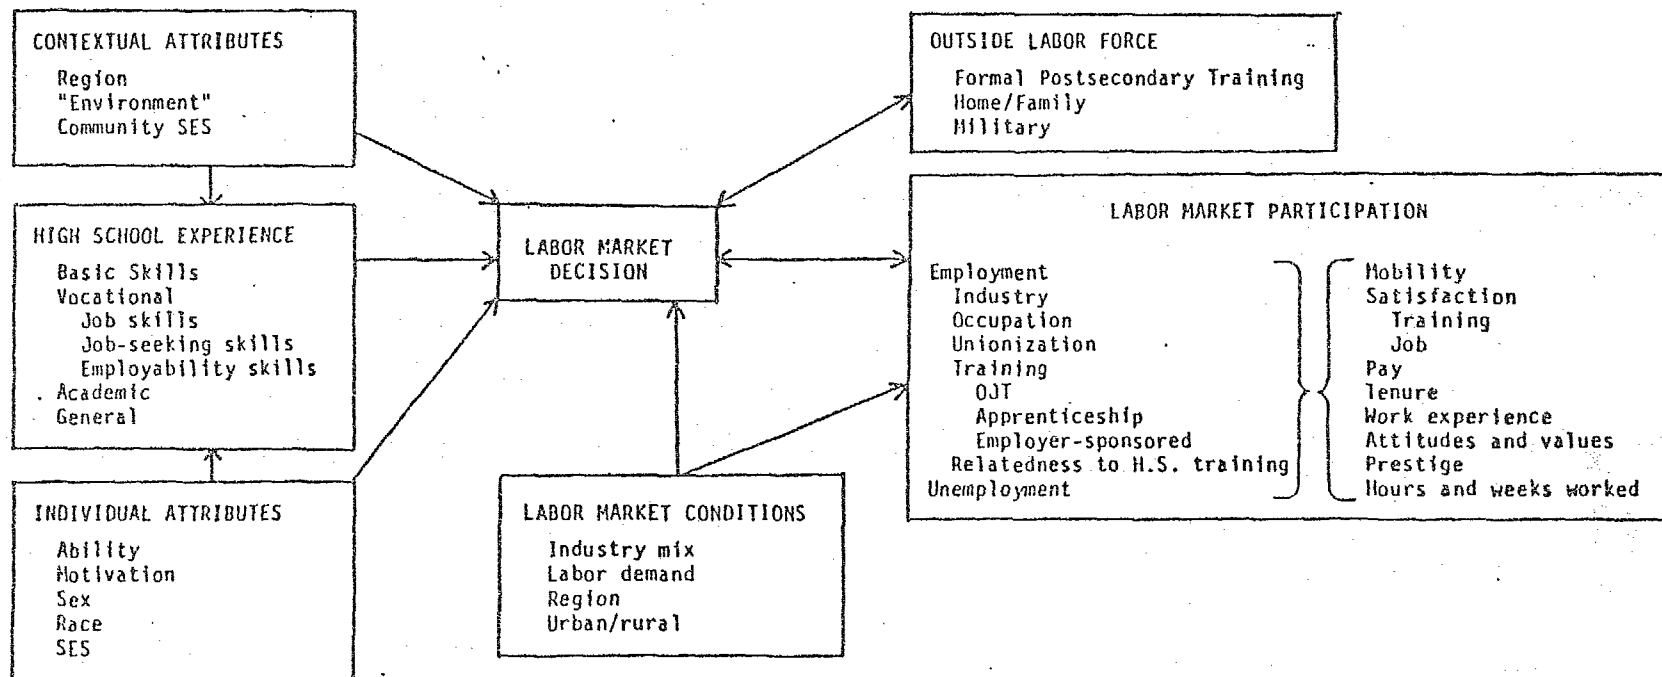 CONTEXTUAL ATTRIBUTES
Region
"Environment"
Community SES
HIGH SCHOOL EXPERIENCE
Basic Skills
Vocational
Job skills
Job-seeking skills
Employability skills
Academic
General
INDIVIDUAL ATTRIBUTES
Ability
Motivation
Sex
Race
SES
LABOR MARKET
DECISION
LABOR MARKET CONDITIONS
Industry mix
Labor demand
Region
Urban/rural
OUTSIDE LABOR FORCE
Formal Postsecondary Training
Home/Family
Military
LABOR MARKET PARTICIPATION
Employment
Industry
Occupation
Unionization
Training
OJT
Apprenticeship
Employer-sponsored
Relatedness to H.S. training
Unemployment
Mobility
Satisfaction
Training
Job
Pay
Tenure
Work experience
Attitudes and values
Prestige
Hours and weeks worked